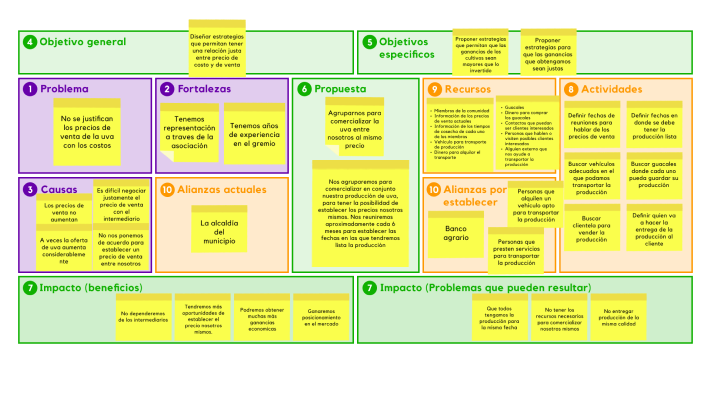 4 Objetivo general
Diseñar estrategias
que permitan tener
una relación justa
entre precio de
costo y de venta
5 Objetivos
específicos
Proponer estrategias
para que las
ganancias de los
cultivos sean
mayores que lo
invertido
Proponer
estrategias para
que las ganancias
que obtengamos
sean justas
1 Problema
No se justifican
los precios de
venta de la uva
con los costos
2 Fortalezas
Tenemos
representación
a traves de la
asociación
Tenemos años
de experiencia
en el gremio
6 Propuesta
Agruparnos para
comercializar la
uva entre
nosotros al mismo
precio
Nos agruparemos para
comercializar en conjunto
nuestra producción de uva,
para tener la posibilidad de
establecer los precios nosotros
mismos. Nos reuniremos
aproximadamente cada 6
meses para establecer las
fechas en las que tendremos
lista la producción
9 Recursos
Miembros de la comunidad
Información de los precios
de venta actuales
Información de los tiempos
de cosecha de cada uno
de los miembros
Vehículo para transporte
de producción
Dinero para alquilar el
transporte
Guacales
Dinero para comprar
los guacales
Contactos que puedan
ser clientes interesados
Personas que hablen o
visiten posibles clientes
interesados
Alguien externo que
nos ayude a
transportar la
producción
8 Actividades
Definir fechas de
reuniones para
hablar de los
precios de venta
Definir fechas en
donde se debe
tener la
producción lista
Buscar vehículos
adecuados en el
que podamos
transportar la
producción
Buscar guacales
donde cada uno
pueda guardar su
producción
Buscar
clientela para
vender la
producción
Definir quien va
a hacer la
entrega de la
producción al
cliente
3 Causas
Los precios de
venta no
aumentan
Es difícil negociar
justamente el
precio de venta
con el
intermediario
A veces la oferta
de uva aumento
considerableme
nte
No nos ponemos
de acuerdo para
establecer un
precio de venta
entre nosotros
10 Alianzas actuales
La alcaldía
del
municipio
10 Alianzas por
establecer
Personas que
alquilen un
vehículo apto
para transportar
la producción
Banco
agrario
Personas que
presten servicios
para transportar
la producción
7 Impacto (beneficios)
No dependeremos
de los intermediarios
Tendremos más
oportunidades de
establecer el
precio nosotros
mismos.
Podremos obtener
muchas más
ganancias
economicas
Ganaremos
posicionamiento
en el mercado
7 Impacto (Problemas que pueden resultar)
Que todos
tengamos la
producción para
la misma fecha
No tener los
recursos necesarios
para comercializar
nosotros mismos
No entregar
producción de la
misma calidad